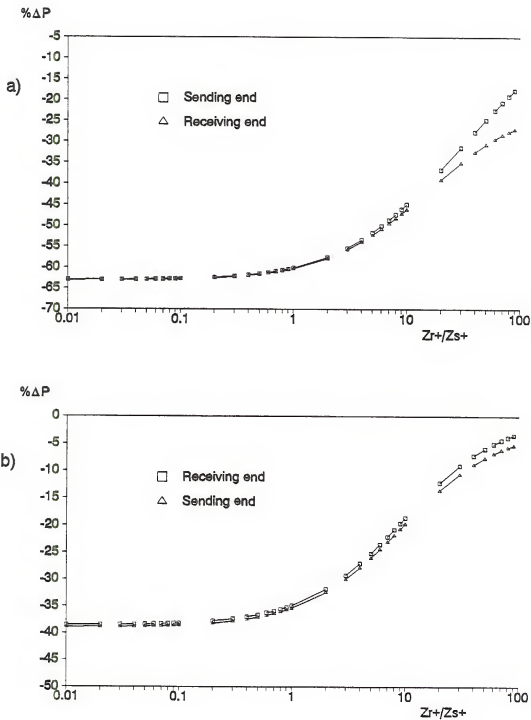 %ΔP
-5
-10
-15
a)
-20
□ Sending end
-25
△ Receiving end
-30
-35
-40
-45
-50
-55
-60
-65
-70
0.01 0.1 1 10 100
Zr+/Zs+
%ΔP
0
-5
b)
-10
□ Receiving end
-15
△ Sending end
-20
-25
-30
-35
-40
-45
-50
0.01 0.1 1 10 100
Zr+/Zs+